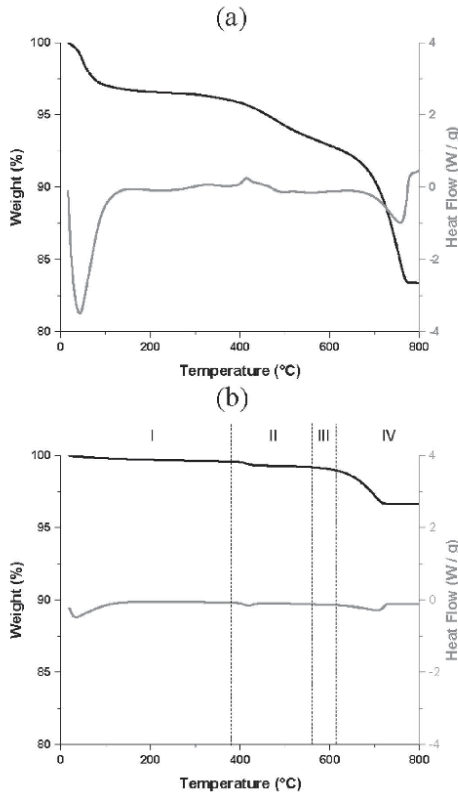 (a)
100
95
90
85
80
Weight (%)
4
2
0
-2
-4
Heat Flow (W / g)
0 200 400 600 800
Temperature (°C)
(b)
I II III IV
100
95
90
85
80
Weight (%)
4
2
0
-2
-4
Heat Flow (W / g)
0 200 400 600 800
Temperature (°C)